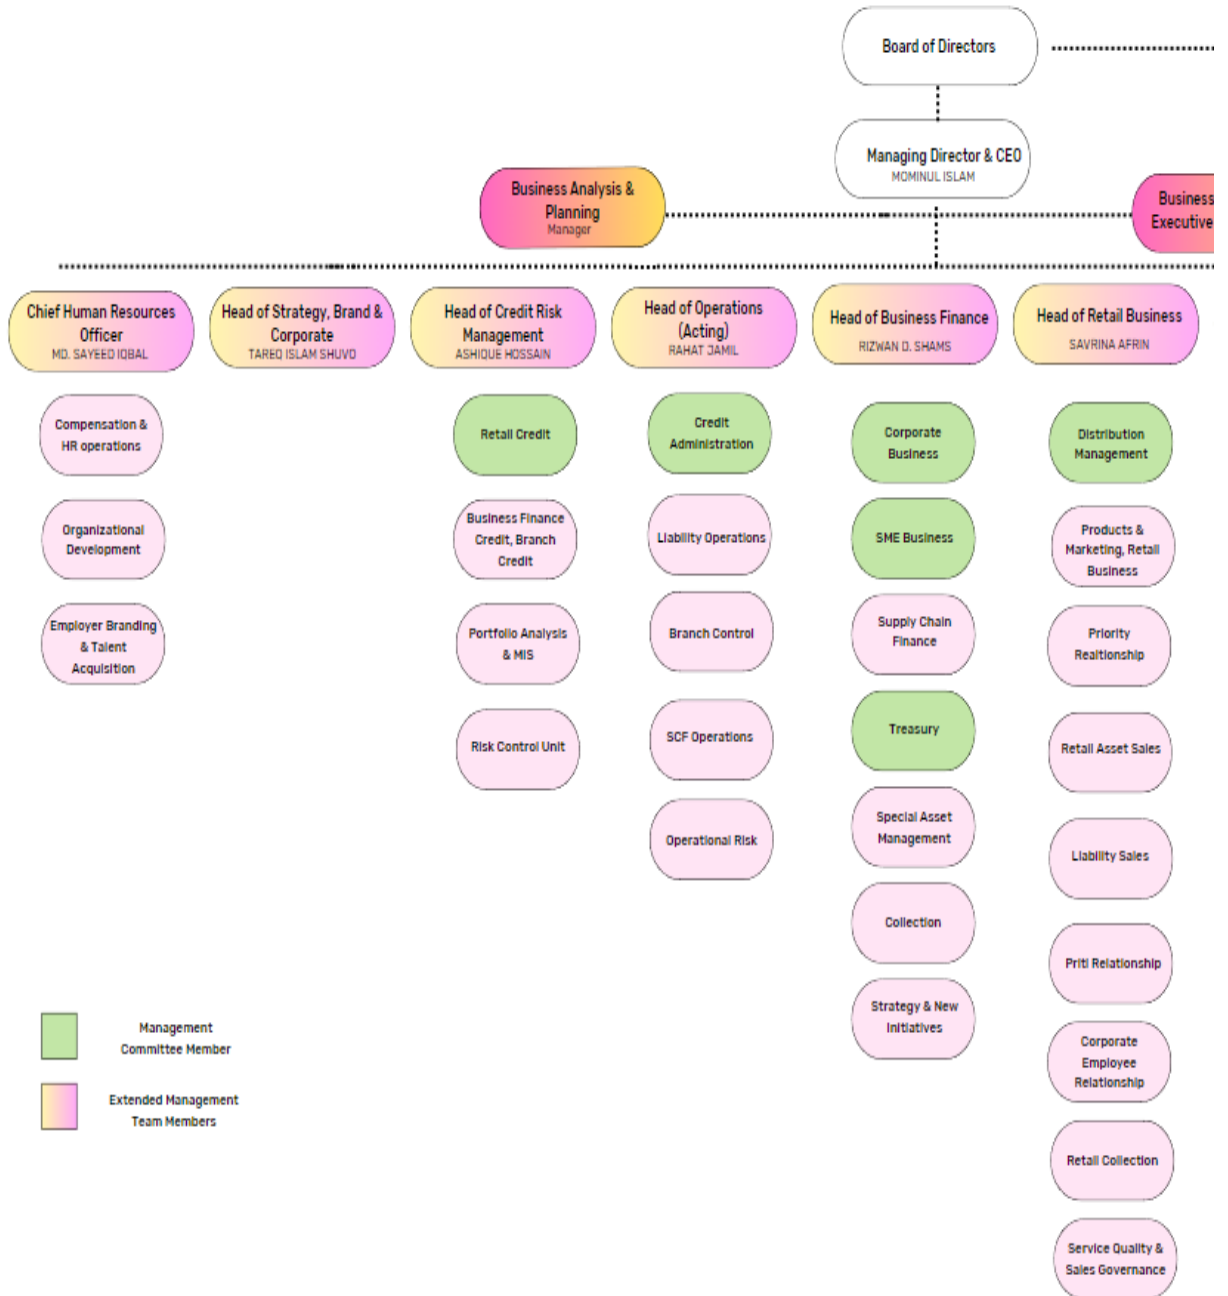 Board of Directors
Managing Director & CEO
MOMINUL ISLAM
Business Analysis &
Planning
Manager
Business
Executive
Chief Human Resources
Officer
MD. SAYEED IQBAL
Head of Strategy, Brand &
Corporate
TAREQ ISLAM SHUVO
Head of Credit Risk
Management
ASHIQUE HOSSAIN
Head of Operations
(Acting)
RAHAT JAMIL
Head of Business Finance
RIZWAN D. SHAMS
Head of Retail Business
SAVRINA AFRIN
Compensation &
HR operations
Organizational
Development
Employer Branding
& Talent
Acquisition
Retail Credit
Business Finance
Credit, Branch
Credit
Portfolio Analysis
& MIS
Risk Control Unit
Credit
Administration
Liability Operations
Branch Control
SCF Operations
Operational Risk
Corporate
Business
SME Business
Supply Chain
Finance
Treasury
Special Asset
Management
Collection
Strategy & New
Initiatives
Distribution
Management
Products &
Marketing, Retail
Business
Priority
Realtionship
Retail Asset Sales
Liability Sales
Priti Relationship
Corporate
Employee
Relationship
Retail Collection
Service Quality &
Sales Governance
Management
Committee Member
Extended Management
Team Members